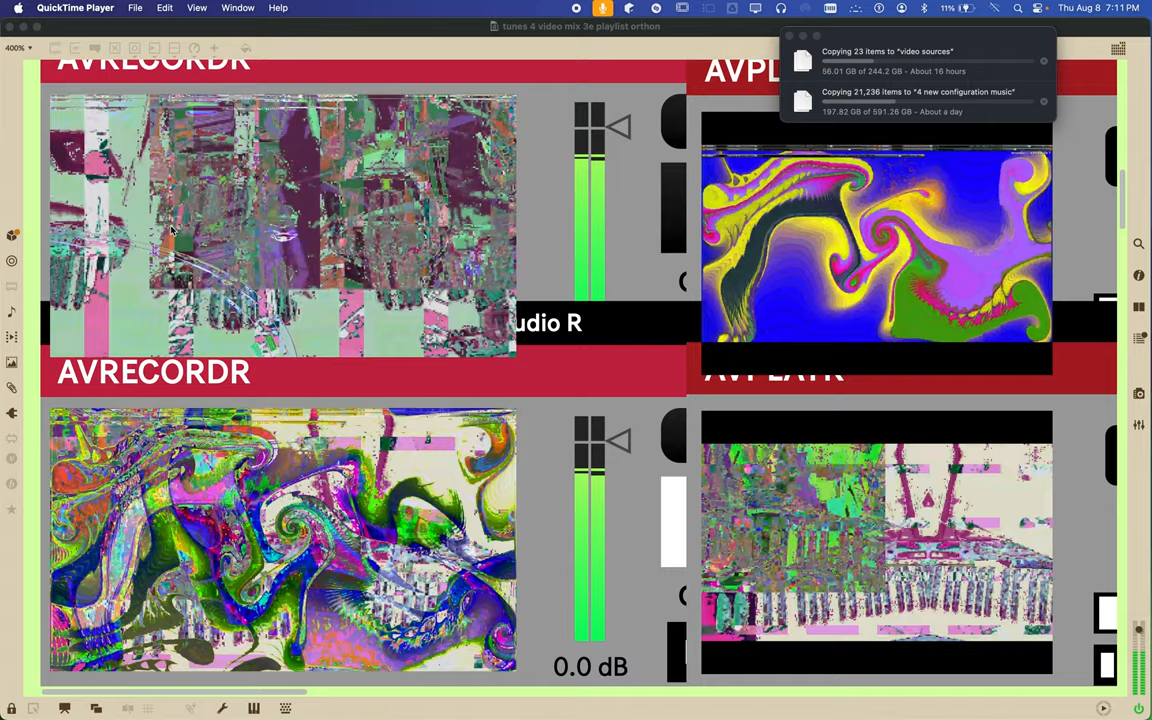 QuickTime Player File Edit View Window Help 11% Thu Aug 8 7:11 PM
tunes 4 video mix 3e playlist orthon
400%
Copying 23 items to “video sources”
56.01 GB of 244.2 GB - About 16 hours
Copying 21,236 items to “4 new configuration music”
197.82 GB of 591.26 GB - About a day
AVRECORDR
AVPL
udio R
AVRECORDR
AVPLAYR
0.0 dB